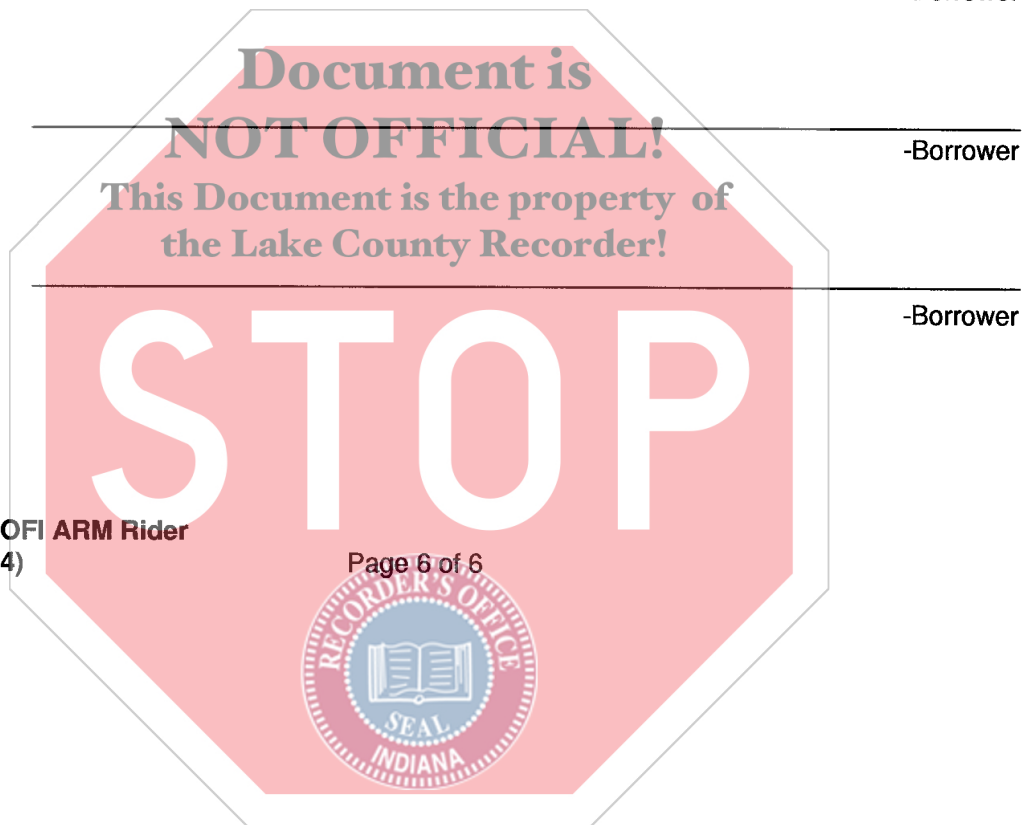 Document is
NOT OFFICIAL!
-Borrower
This Document is the property of
the Lake County Recorder!
-Borrower
STOP
OFI ARM Rider
4)
Page 6 of 6
RECORDER'S OFFICE
SEAL
INDIANA